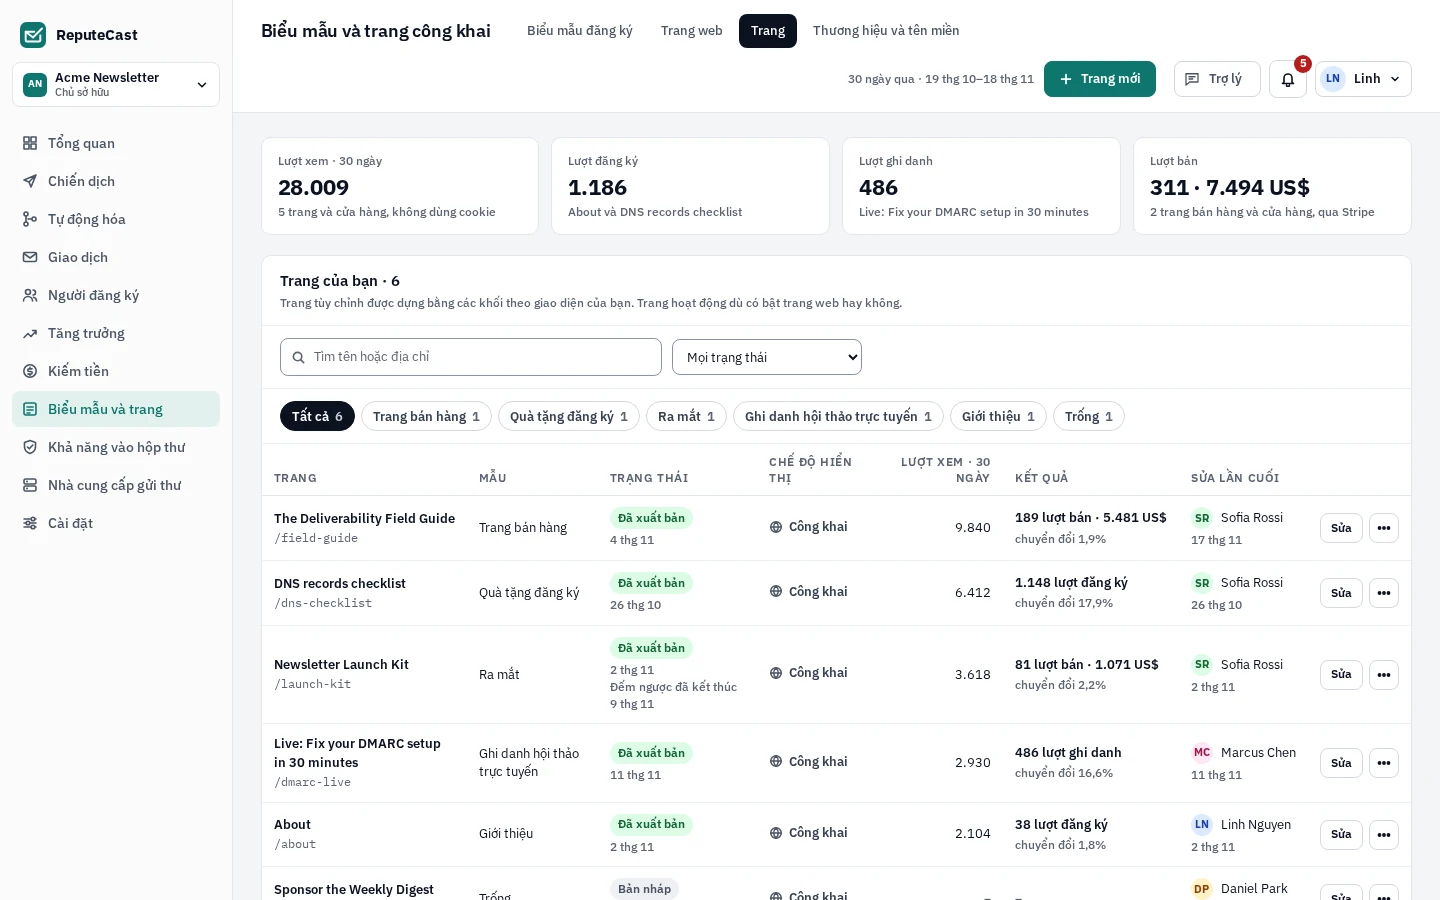 ReputeCast
AN
Acme Newsletter
Chủ sở hữu
Tổng quan
Chiến dịch
Tự động hóa
Giao dịch
Người đăng ký
Tăng trưởng
Kiếm tiền
Biểu mẫu và trang
Khả năng vào hộp thư
Nhà cung cấp gửi thư
Cài đặt
Biểu mẫu và trang công khai
Biểu mẫu đăng ký
Trang web
Trang
Thương hiệu và tên miền
30 ngày qua · 19 thg 10–18 thg 11
Trang mới
Trợ lý
5
LN
Linh
Lượt xem · 30 ngày
28.009
5 trang và cửa hàng, không dùng cookie
Lượt đăng ký
1.186
About và DNS records checklist
Lượt ghi danh
486
Live: Fix your DMARC setup in 30 minutes
Lượt bán
311 · 7.494 US$
2 trang bán hàng và cửa hàng, qua Stripe
Trang của bạn · 6
Trang tùy chỉnh được dựng bằng các khối theo giao diện của bạn. Trang hoạt động dù có bật trang web hay không.
Tìm tên hoặc địa chỉ
Mọi trạng thái
Tất cả 6
Trang bán hàng 1
Quà tặng đăng ký 1
Ra mắt 1
Ghi danh hội thảo trực tuyến 1
Giới thiệu 1
Trống 1
TRANG
MẪU
TRẠNG THÁI
CHẾ ĐỘ HIỂN
THỊ
LƯỢT XEM · 30
NGÀY
KẾT QUẢ
SỬA LẦN CUỐI
The Deliverability Field Guide
/field-guide
Trang bán hàng
Đã xuất bản
4 thg 11
Công khai
9.840
189 lượt bán · 5.481 US$
chuyển đổi 1,9%
SR
Sofia Rossi
17 thg 11
Sửa
DNS records checklist
/dns-checklist
Quà tặng đăng ký
Đã xuất bản
26 thg 10
Công khai
6.412
1.148 lượt đăng ký
chuyển đổi 17,9%
SR
Sofia Rossi
26 thg 10
Sửa
Newsletter Launch Kit
/launch-kit
Ra mắt
Đã xuất bản
2 thg 11
Đếm ngược đã kết thúc
9 thg 11
Công khai
3.618
81 lượt bán · 1.071 US$
chuyển đổi 2,2%
SR
Sofia Rossi
2 thg 11
Sửa
Live: Fix your DMARC setup
in 30 minutes
/dmarc-live
Ghi danh hội thảo
trực tuyến
Đã xuất bản
11 thg 11
Công khai
2.930
486 lượt ghi danh
chuyển đổi 16,6%
MC
Marcus Chen
11 thg 11
Sửa
About
/about
Giới thiệu
Đã xuất bản
2 thg 11
Công khai
2.104
38 lượt đăng ký
chuyển đổi 1,8%
LN
Linh Nguyen
2 thg 11
Sửa
Sponsor the Weekly Digest
Trống
Bản nháp
Công khai
–
–
DP
Daniel Park
Sửa